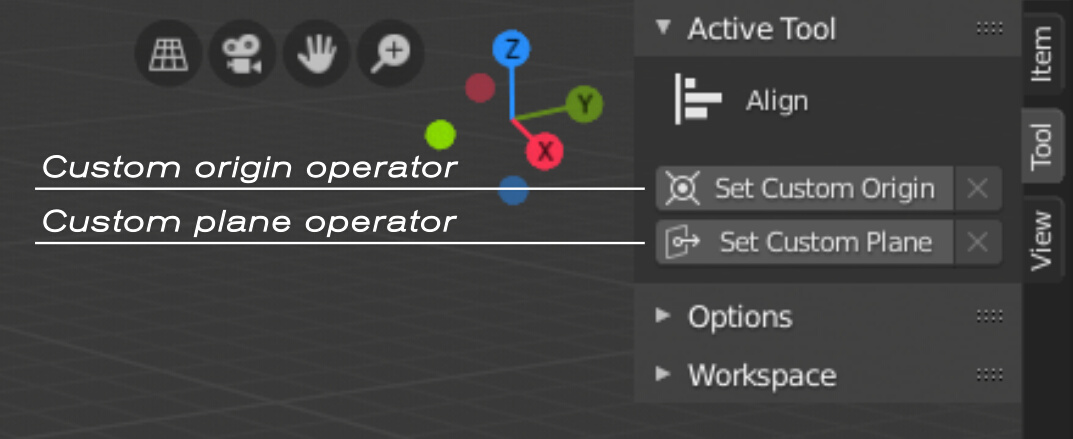 Active Tool
Item
Z
Y
X
Align
Tool
Custom origin operator
Set Custom Origin
Custom plane operator
Set Custom Plane
View
Options
Workspace